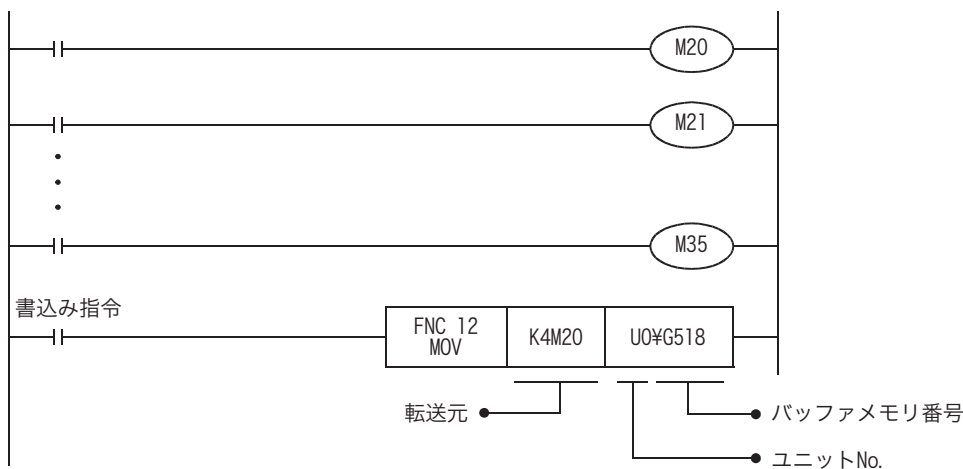 M20
M21
M35
書込み指令
FNC 12
MOV
K4M20
U0¥G518
転送元
バッファメモリ番号
ユニットNo.